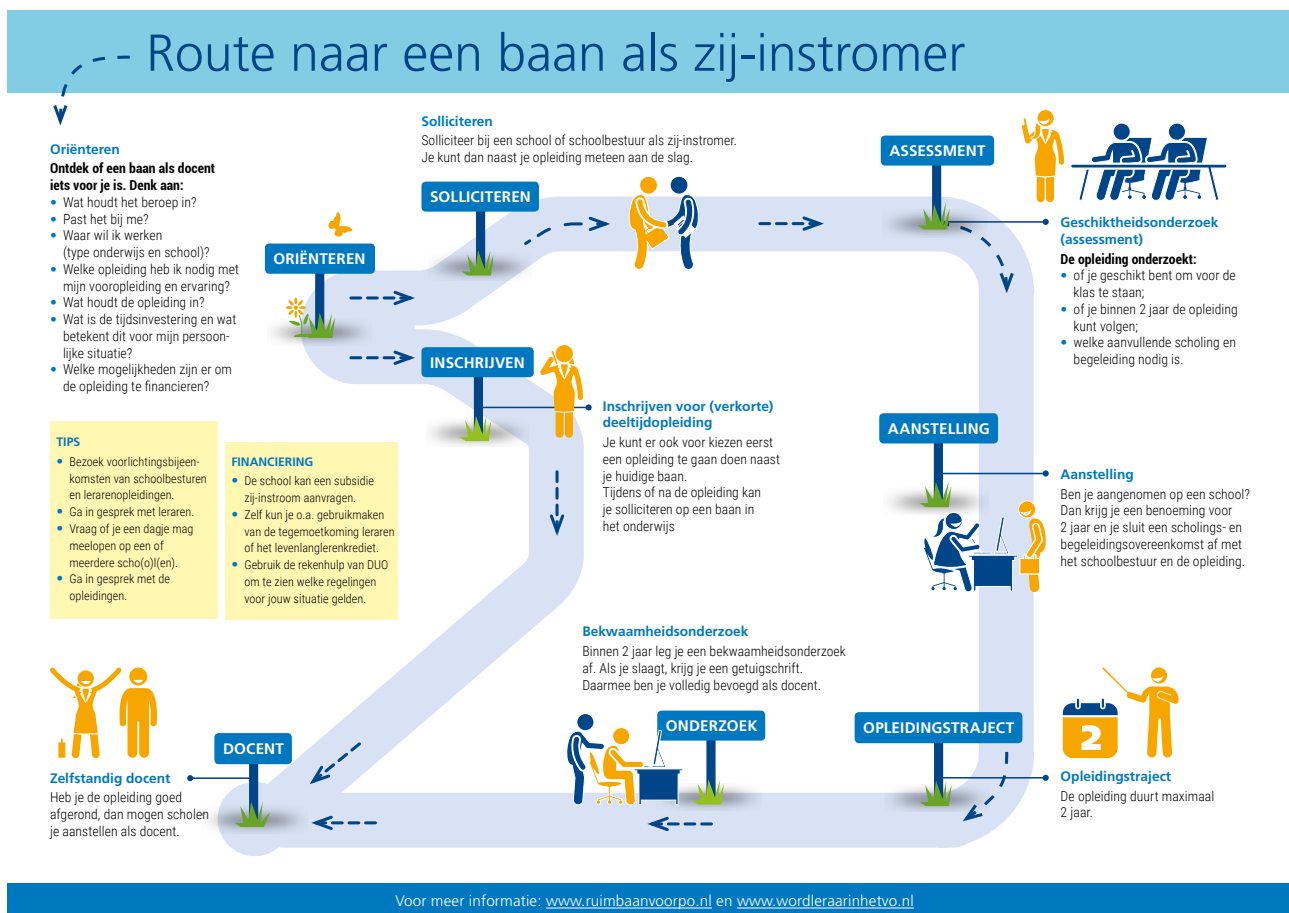 Route naar een baan als zij-instromer
Oriënteren
Ontdek of een baan als docent
iets voor je is. Denk aan:
• Wat houdt het beroep in?
• Past het bij me?
• Waar wil ik werken
(type onderwijs en school)?
• Welke opleiding heb ik nodig met
mijn vooropleiding en ervaring?
• Wat houdt de opleiding in?
• Wat is de tijdsinvestering en wat
betekent dit voor mijn persoon-
lijke situatie?
• Welke mogelijkheden zijn er om
de opleiding te financieren?
ORIËNTEREN
Solliciteren
Solliciteer bij een school of schoolbestuur als zij-instromer.
Je kunt dan naast je opleiding meteen aan de slag.
SOLLICITEREN
ASSESSMENT
Geschiktheidsonderzoek
(assessment)
De opleiding onderzoekt:
• of je geschikt bent om voor de
klas te staan;
• of je binnen 2 jaar de opleiding
kunt volgen;
• welke aanvullende scholing en
begeleiding nodig is.
INSCHRIJVEN
Inschrijven voor (verkorte)
deeltijdopleiding
Je kunt er ook voor kiezen eerst
een opleiding te gaan doen naast
je huidige baan.
Tijdens of na de opleiding kan
je solliciteren op een baan in
het onderwijs
AANSTELLING
Aanstelling
Ben je aangenomen op een school?
Dan krijg je een benoeming voor
2 jaar en je sluit een scholings- en
begeleidingsovereenkomst af met
het schoolbestuur en de opleiding.
TIPS
• Bezoek voorlichtingsbijeen-
komsten van schoolbesturen
en lerarenopleidingen.
• Ga in gesprek met leraren.
• Vraag of je een dagje mag
meelopen op een of
meerdere scho(o)l(en).
• Ga in gesprek met de
opleidingen.
FINANCIERING
• De school kan een subsidie
zij-instroom aanvragen.
• Zelf kun je o.a. gebruikmaken
van de tegemoetkoming leraren
of het levenlanglerenkrediet.
• Gebruik de rekenhulp van DUO
om te zien welke regelingen
voor jouw situatie gelden.
Bekwaamheidsonderzoek
Binnen 2 jaar leg je een bekwaamheidsonderzoek
af. Als je slaagt, krijg je een getuigschrift.
Daarmee ben je volledig bevoegd als docent.
ONDERZOEK
OPLEIDINGSTRAJECT
2
Opleidingstraject
De opleiding duurt maximaal
2 jaar.
DOCENT
Zelfstandig docent
Heb je de opleiding goed
afgerond, dan mogen scholen
je aanstellen als docent.
Voor meer informatie: www.ruimbaanvoorpo.nl en www.wordleraarinhetvo.nl